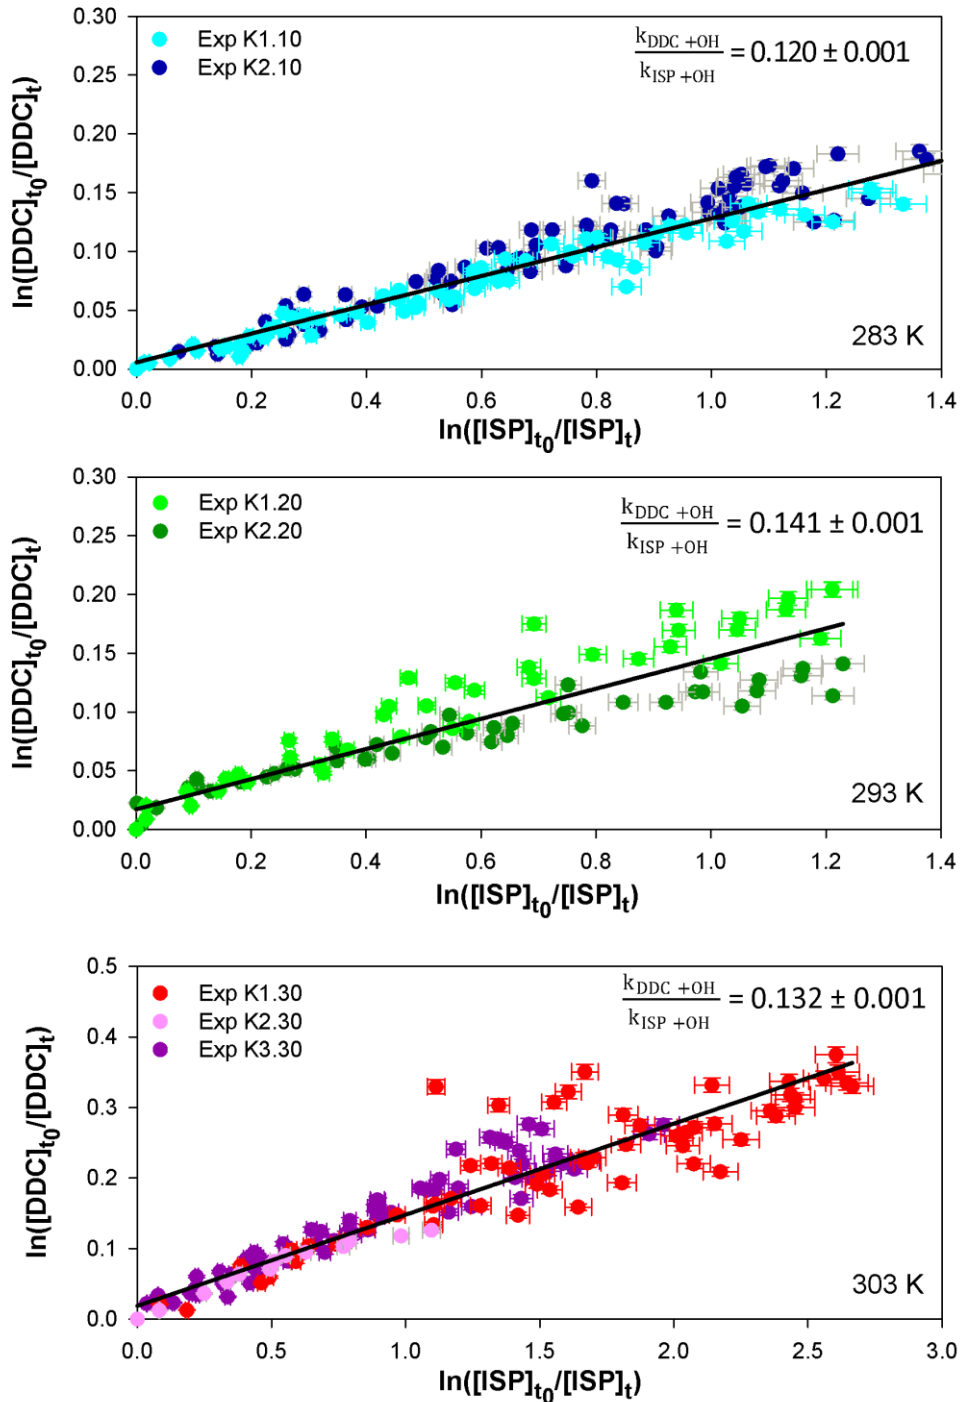 0.30
Exp K1.10
Exp K2.10
k_DDC +OH / k_ISP +OH = 0.120 ± 0.001
0.25
0.20
0.15
0.10
0.05
0.00
283 K
ln([DDC]t0/[DDC]t)
0.0 0.2 0.4 0.6 0.8 1.0 1.2 1.4
ln([ISP]t0/[ISP]t)
0.30
Exp K1.20
Exp K2.20
k_DDC +OH / k_ISP +OH = 0.141 ± 0.001
0.25
0.20
0.15
0.10
0.05
0.00
293 K
ln([DDC]t0/[DDC]t)
0.0 0.2 0.4 0.6 0.8 1.0 1.2 1.4
ln([ISP]t0/[ISP]t)
0.5
Exp K1.30
Exp K2.30
Exp K3.30
k_DDC +OH / k_ISP +OH = 0.132 ± 0.001
0.4
0.3
0.2
0.1
0.0
303 K
ln([DDC]t0/[DDC]t)
0.0 0.5 1.0 1.5 2.0 2.5 3.0
ln([ISP]t0/[ISP]t)